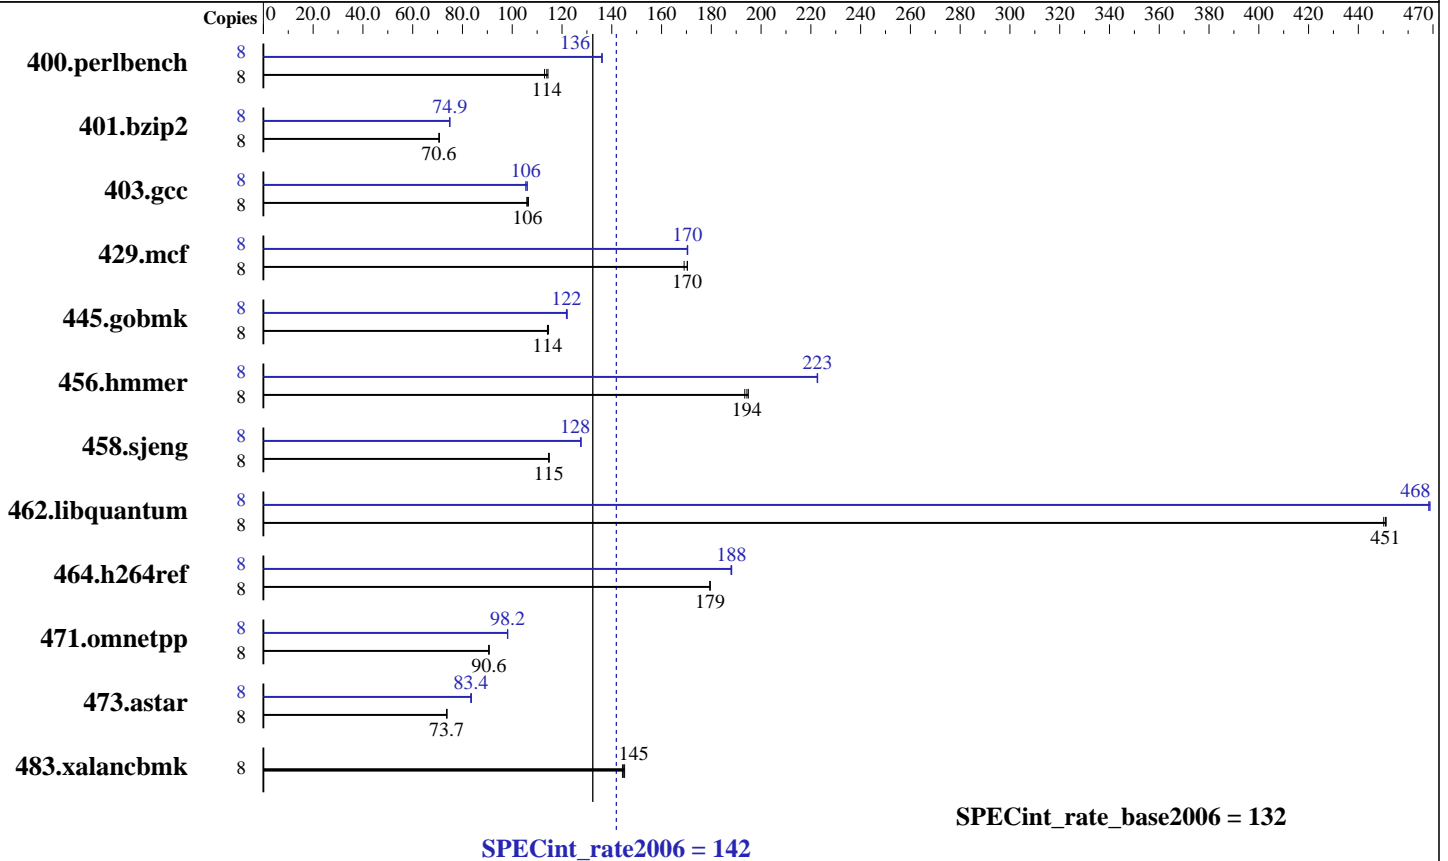 Copies 0 20.0 40.0 60.0 80.0 100 120 140 160 180 200 220 240 260 280 300 320 340 360 380 400 420 440 470
400.perlbench 8 136
8 114
401.bzip2 8 74.9
8 70.6
403.gcc 8 106
8 106
429.mcf 8 170
8 170
445.gobmk 8 122
8 114
456.hmmer 8 223
8 194
458.sjeng 8 128
8 115
462.libquantum 8 468
8 451
464.h264ref 8 188
8 179
471.omnetpp 8 98.2
8 90.6
473.astar 8 83.4
8 73.7
483.xalancbmk 8 145
SPECint_rate_base2006 = 132
SPECint_rate2006 = 142